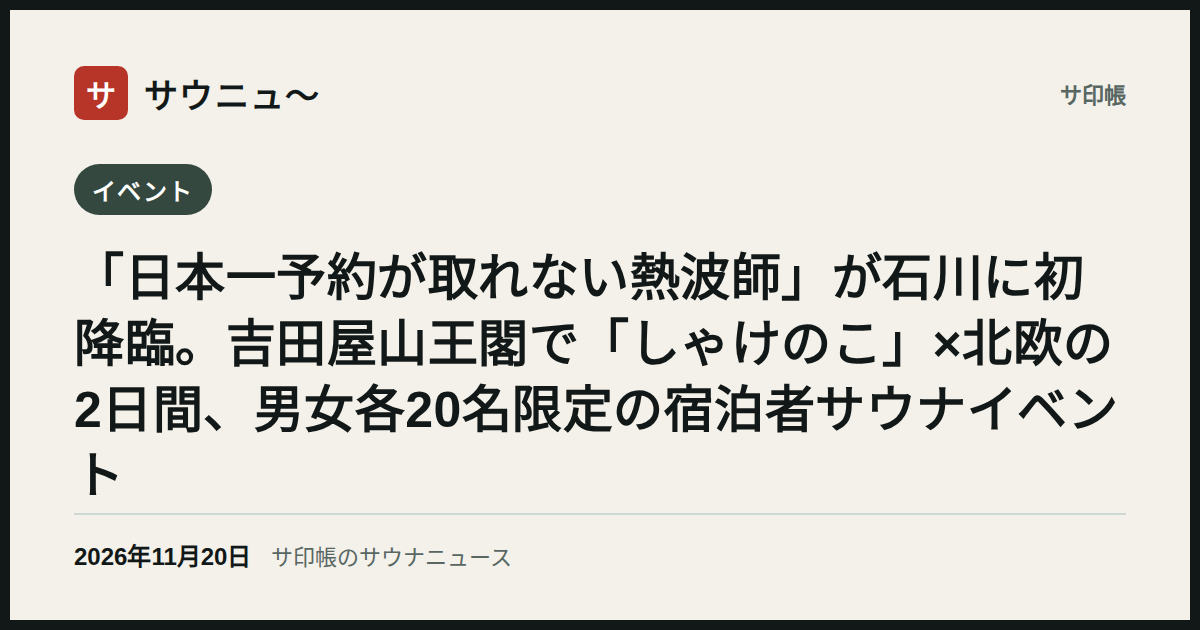 サ サウニュ～
サ印帳
イベント
「日本一予約が取れない熱波師」が石川に初
降臨。吉田屋山王閣で「しゃけのこ」×北欧の
2日間、男女各20名限定の宿泊者サウナイベン
ト
2026年11月20日 サ印帳のサウナニュース